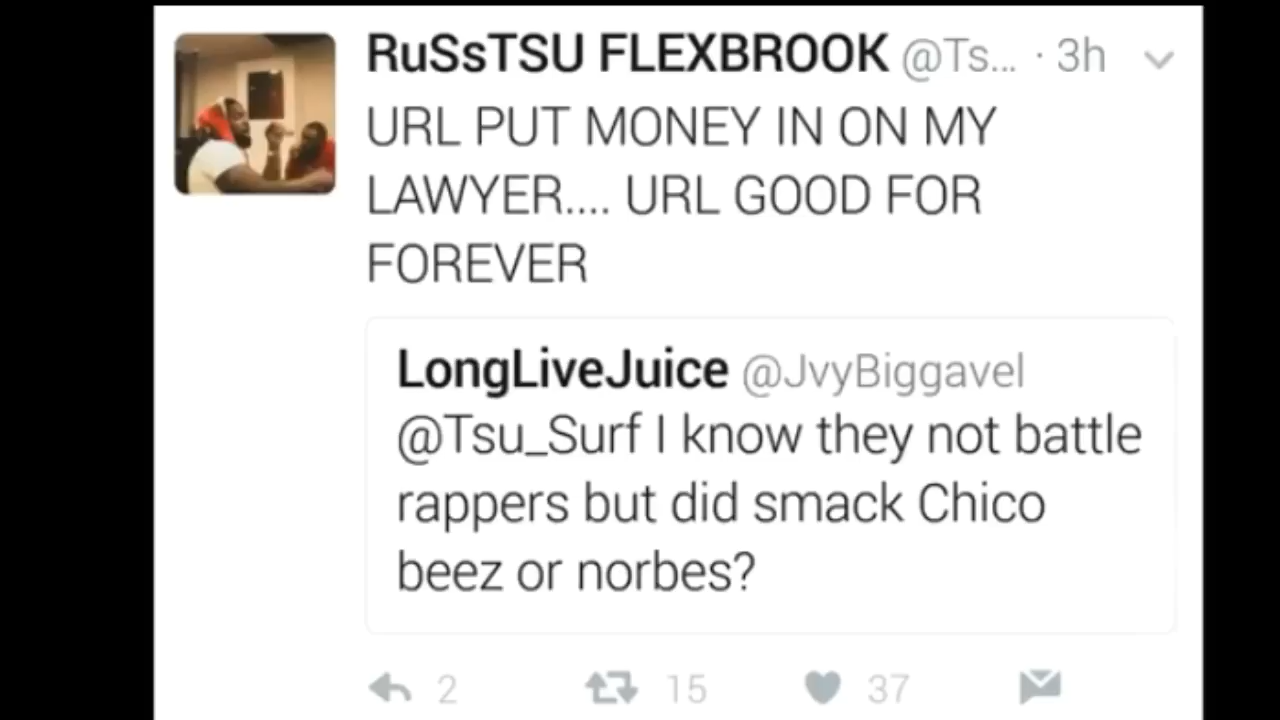 RuSsTSU FLEXBROOK @Ts... · 3h
URL PUT MONEY IN ON MY
LAWYER.... URL GOOD FOR
FOREVER
LongLiveJuice @JvyBiggavel
@Tsu_Surf I know they not battle
rappers but did smack Chico
beez or norbes?
2 15 37